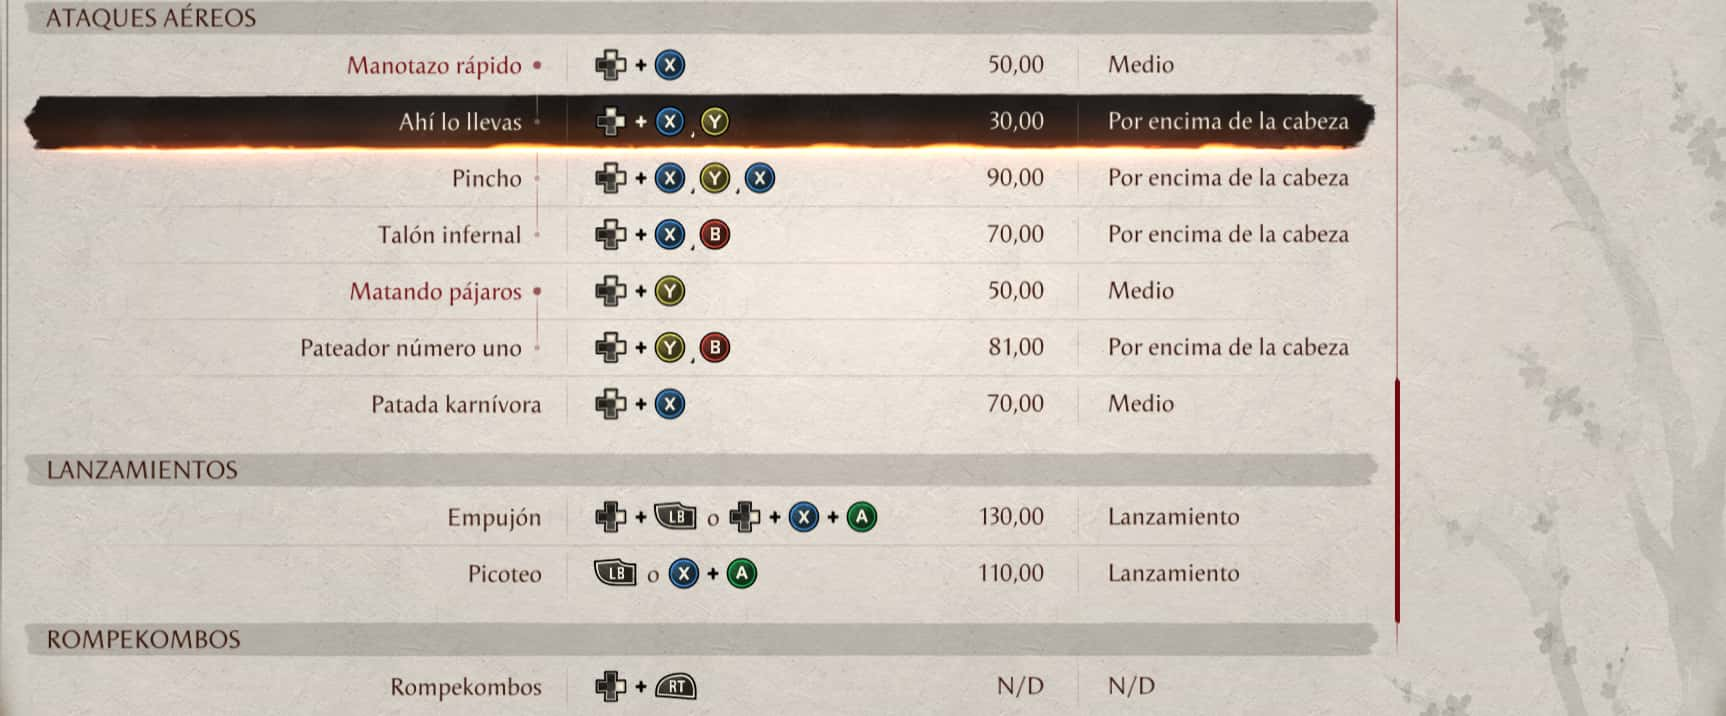 ATAQUES AÉREOS
Manotazo rápido + X 50,00 Medio
Ahí lo llevas + X , Y 30,00 Por encima de la cabeza
Pincho + X , Y , X 90,00 Por encima de la cabeza
Talón infernal + X , B 70,00 Por encima de la cabeza
Matando pájaros + Y 50,00 Medio
Pateador número uno + Y , B 81,00 Por encima de la cabeza
Patada karnívora + X 70,00 Medio
LANZAMIENTOS
Empujón + LB o + X + A 130,00 Lanzamiento
Picoteo LB o X + A 110,00 Lanzamiento
ROMPEKOMBOS
Rompekombos + RT N/D N/D